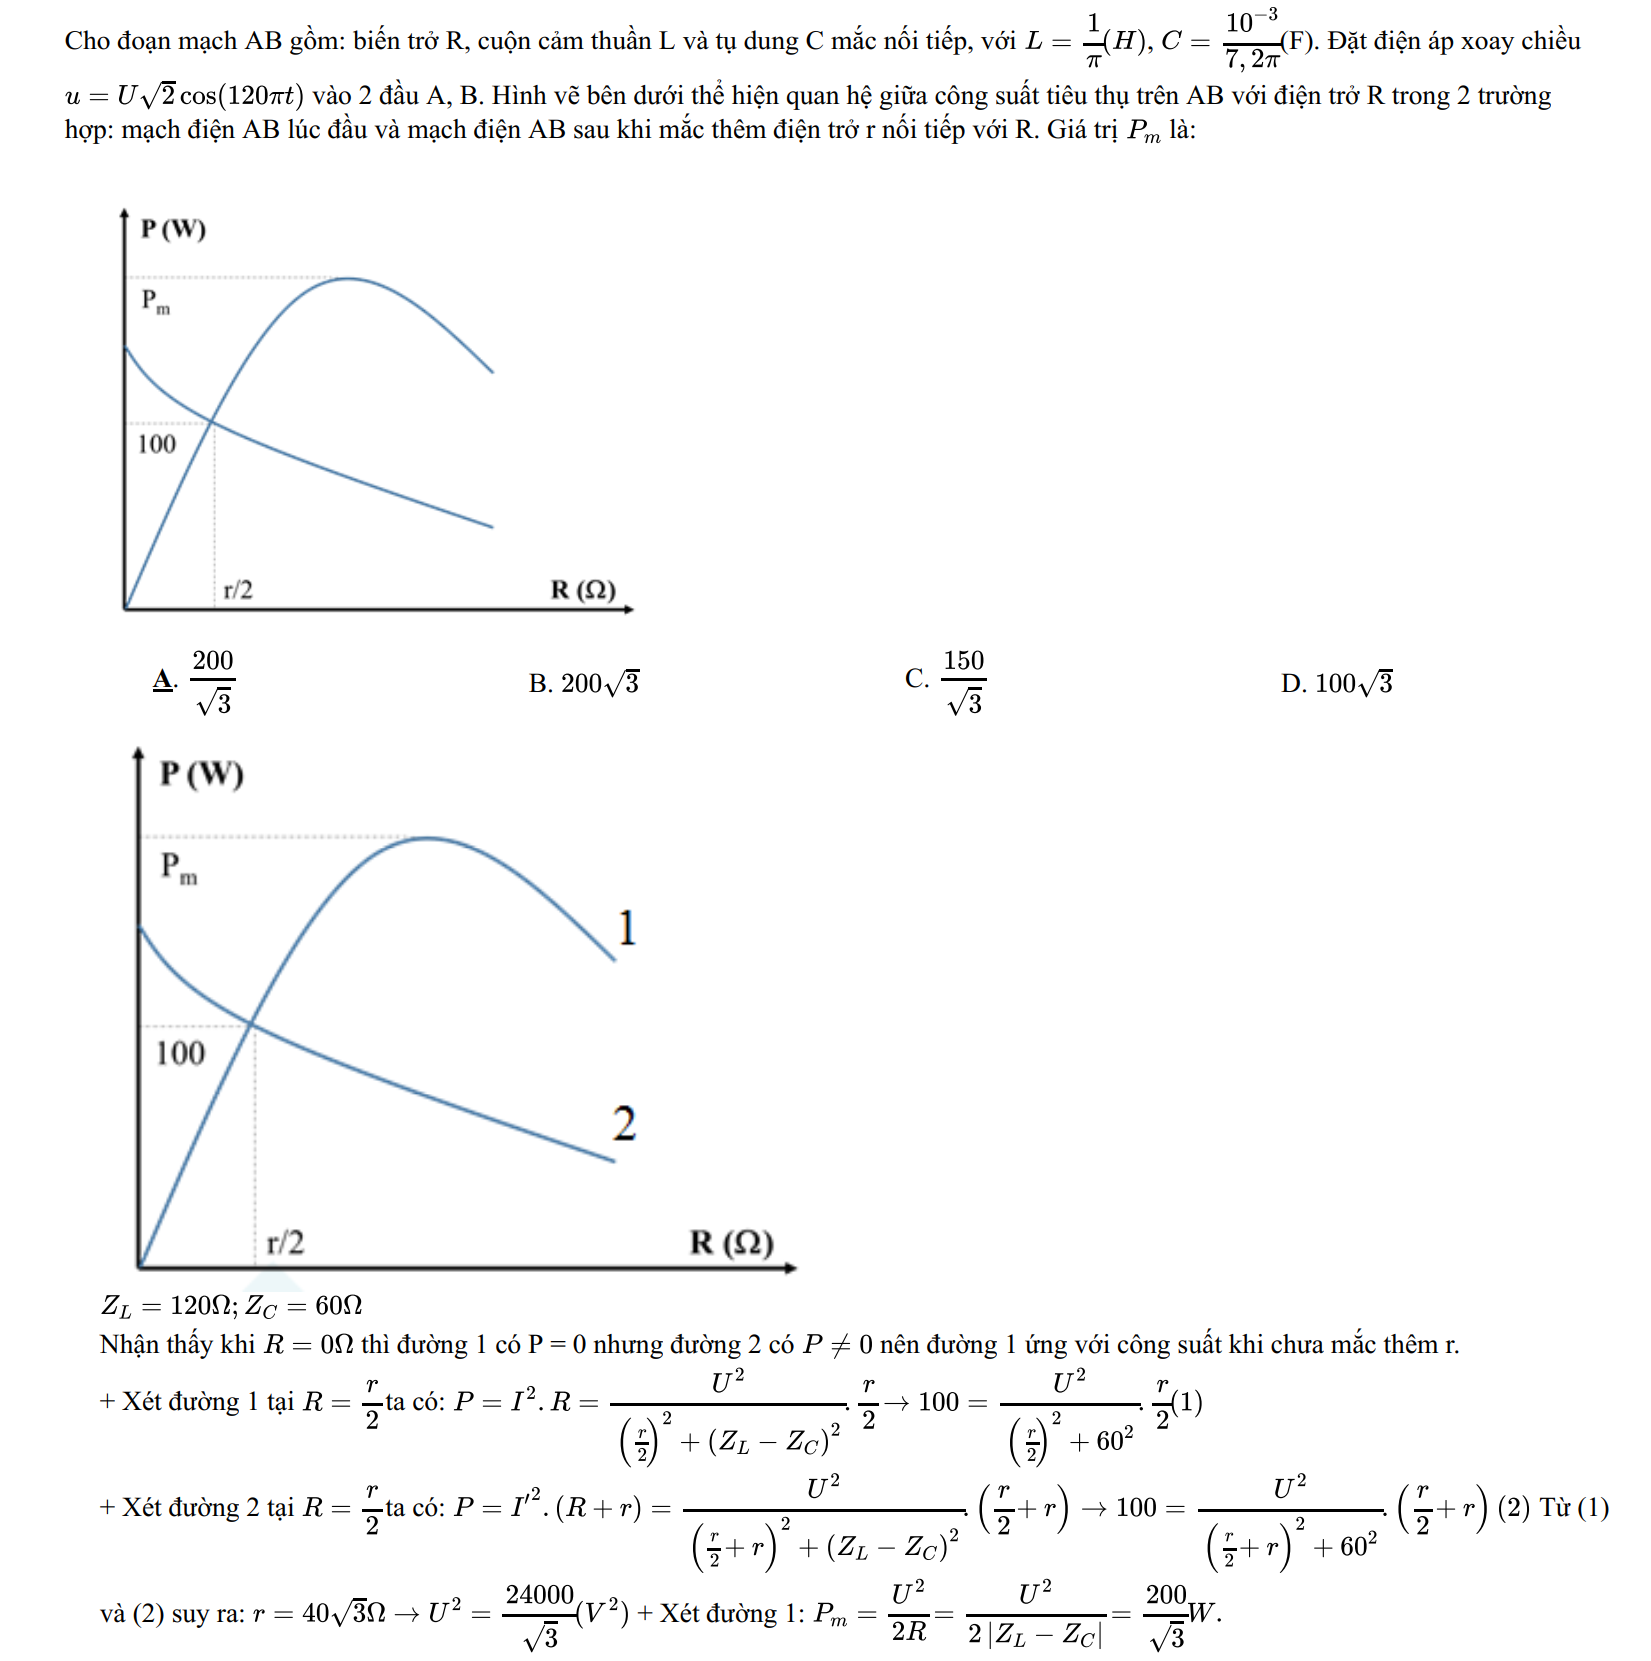 Cho đoạn mạch AB gồm: biến trở R, cuộn cảm thuần L và tụ dung C mắc nối tiếp, với $L = \frac{1}{\pi}(H), C = \frac{10^{-3}}{7,2\pi}$(F). Đặt điện áp xoay chiều
$u = U\sqrt{2}\cos(120\pi t)$ vào 2 đầu A, B. Hình vẽ bên dưới thể hiện quan hệ giữa công suất tiêu thụ trên AB với điện trở R trong 2 trường
hợp: mạch điện AB lúc đầu và mạch điện AB sau khi mắc thêm điện trở r nối tiếp với R. Giá trị $P_m$ là:
P (W)
P_m
100
r/2
R (Ω)
A. $\frac{200}{\sqrt{3}}$ B. $200\sqrt{3}$ C. $\frac{150}{\sqrt{3}}$ D. $100\sqrt{3}$
P (W)
P_m
1
100
2
r/2
R (Ω)
$Z_L = 120\Omega; Z_C = 60\Omega$
Nhận thấy khi $R = 0\Omega$ thì đường 1 có P = 0 nhưng đường 2 có $P \neq 0$ nên đường 1 ứng với công suất khi chưa mắc thêm r.
+ Xét đường 1 tại $R = \frac{r}{2}$ ta có: $P = I^2.R = \frac{U^2}{\left(\frac{r}{2}\right)^2 + (Z_L - Z_C)^2}.\frac{r}{2} \rightarrow 100 = \frac{U^2}{\left(\frac{r}{2}\right)^2 + 60^2}.\frac{r}{2}(1)$
+ Xét đường 2 tại $R = \frac{r}{2}$ ta có: $P = I'^2.(R + r) = \frac{U^2}{\left(\frac{r}{2} + r\right)^2 + (Z_L - Z_C)^2}.\left(\frac{r}{2} + r\right) \rightarrow 100 = \frac{U^2}{\left(\frac{r}{2} + r\right)^2 + 60^2}.\left(\frac{r}{2} + r\right)$ (2) Từ (1)
và (2) suy ra: $r = 40\sqrt{3}\Omega \rightarrow U^2 = \frac{24000}{\sqrt{3}}(V^2)$ + Xét đường 1: $P_m = \frac{U^2}{2R} = \frac{U^2}{2|Z_L - Z_C|} = \frac{200}{\sqrt{3}}W.$